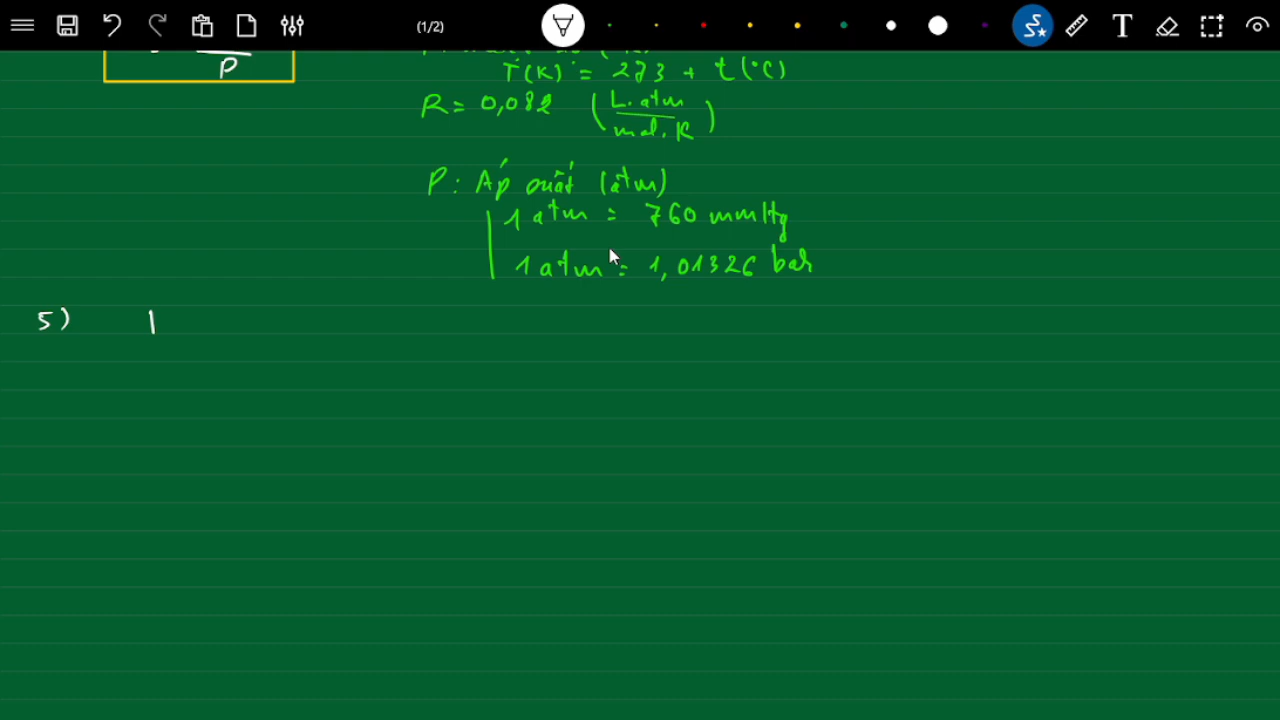 (1/2)
P
T(K) = 273 + t(°C)
R = 0,082 (L.atm / mol.K)
P: Áp suất (atm)
1 atm = 760 mmHg
1 atm = 1,01326 bar
5)